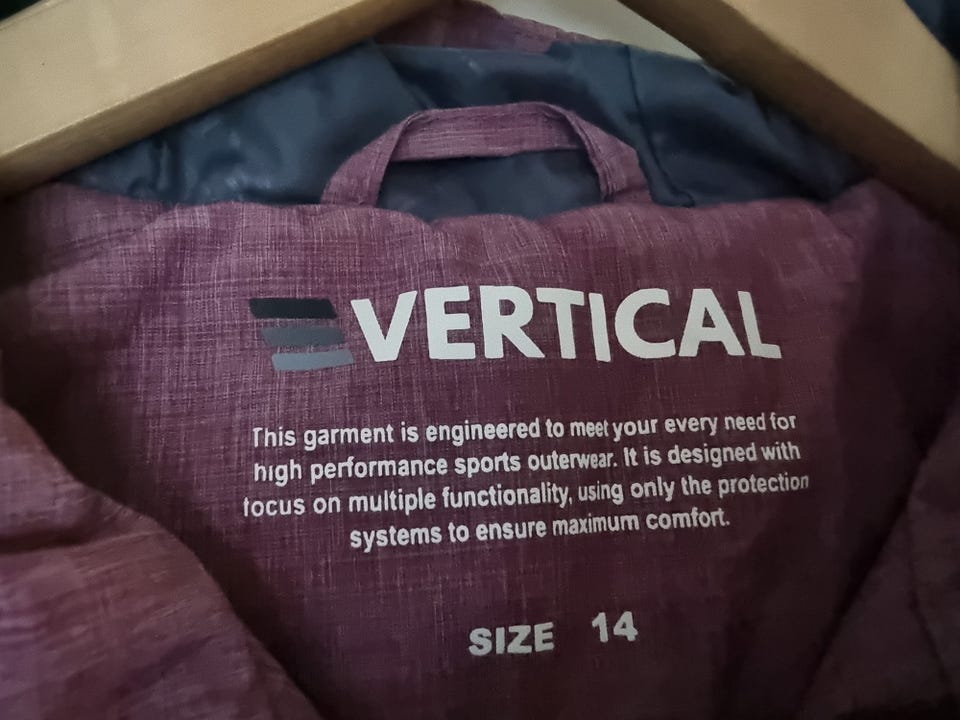 VERTICAL
This garment is engineered to meet your every need for
high performance sports outerwear. It is designed with
focus on multiple functionality, using only the protection
systems to ensure maximum comfort.
SIZE 14